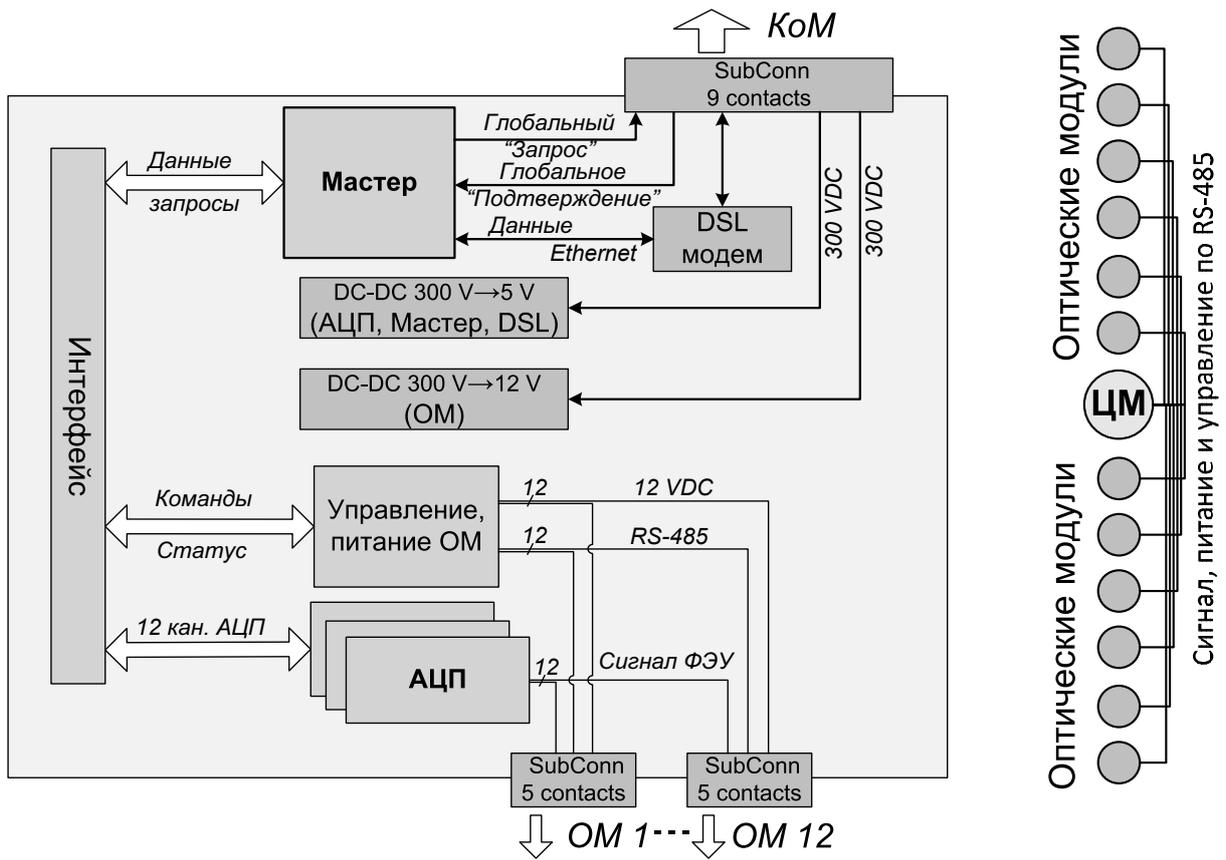 КоМ
SubConn
9 contacts
Глобальный
“Запрос”
Глобальное
“Подтверждение”
Данные
Ethernet
Мастер
Данные
запросы
DSL
модем
300 VDC
300 VDC
DC-DC 300 V→5 V
(АЦП, Мастер, DSL)
DC-DC 300 V→12 V
(ОМ)
Интерфейс
Команды
Статус
Управление,
питание ОМ
12
12 VDC
12
RS-485
12 кан. АЦП
АЦП
12
Сигнал ФЭУ
SubConn
5 contacts
SubConn
5 contacts
ОМ 1
ОМ 12
Оптические модули
ЦМ
Оптические модули
Сигнал, питание и управление по RS-485